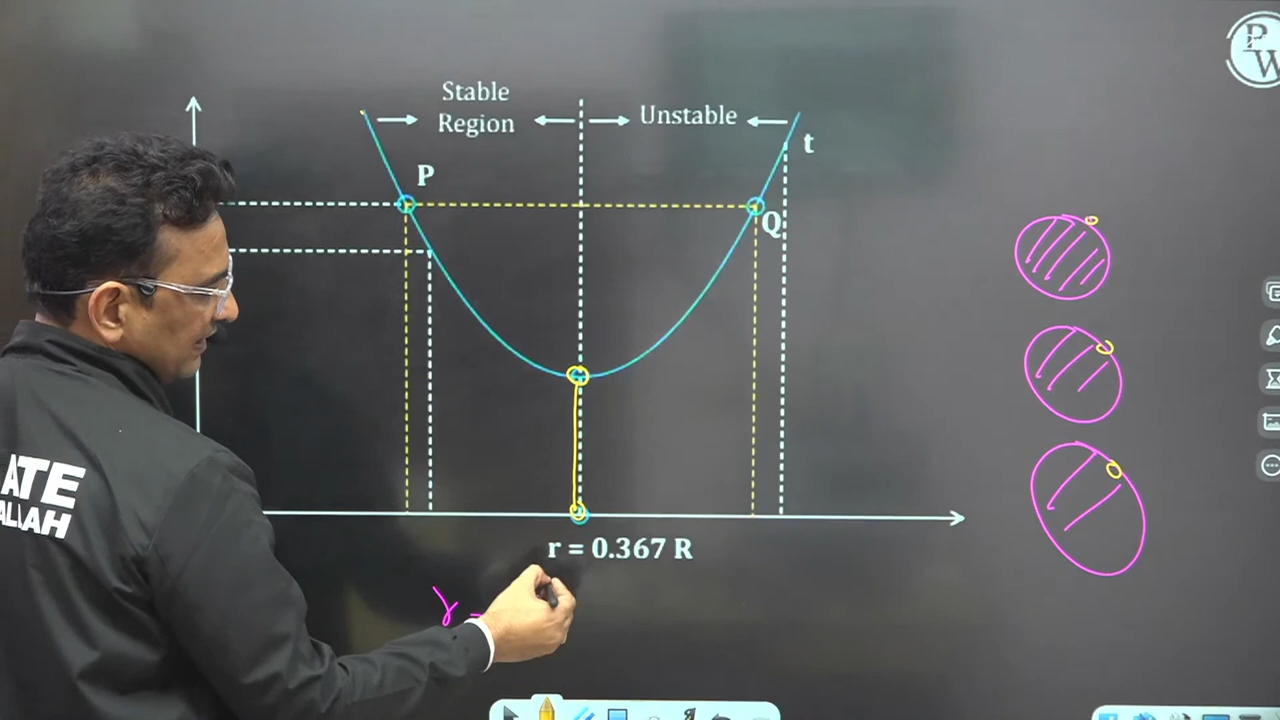 Stable
Region
Unstable
t
P
Q
r = 0.367 R
γ -
P
W
ATE
ALLAH